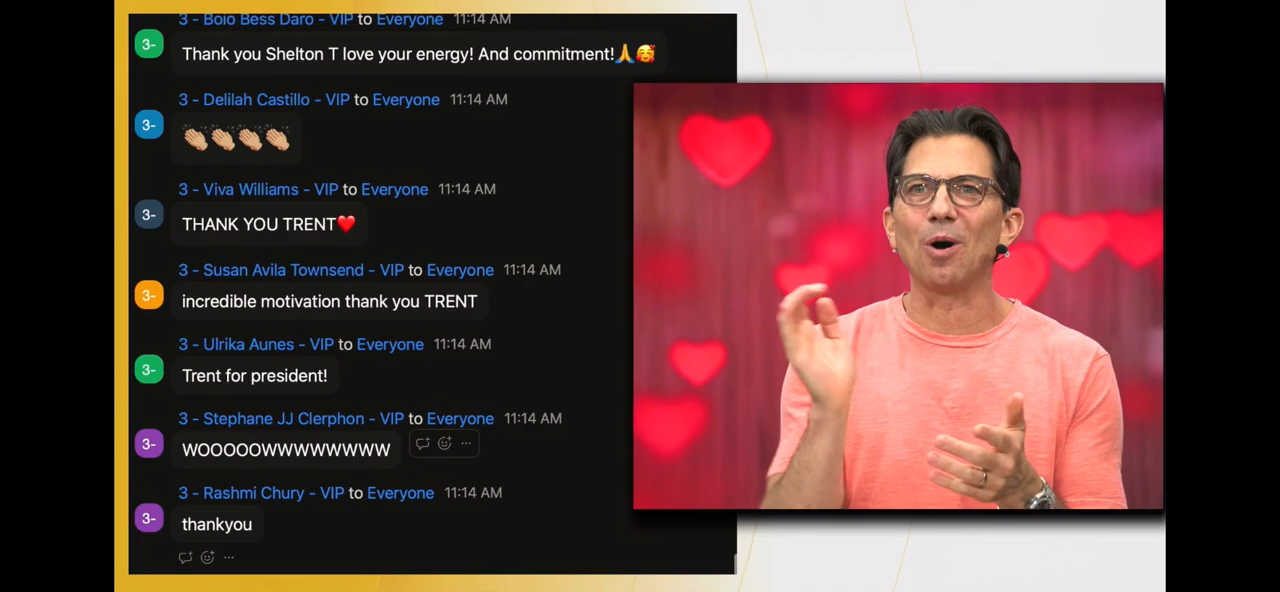 3 - Boio Bess Daro - VIP to Everyone 11:14 AM
3- Thank you Shelton T love your energy! And commitment!🙏🥰
3 - Delilah Castillo - VIP to Everyone 11:14 AM
3- 👏🏼👏🏼👏🏼👏🏼
3 - Viva Williams - VIP to Everyone 11:14 AM
3- THANK YOU TRENT❤️
3 - Susan Avila Townsend - VIP to Everyone 11:14 AM
3- incredible motivation thank you TRENT
3 - Ulrika Aunes - VIP to Everyone 11:14 AM
3- Trent for president!
3 - Stephane JJ Clerphon - VIP to Everyone 11:14 AM
3- WOOOOOWWWWWWWW
3 - Rashmi Chury - VIP to Everyone 11:14 AM
3- thankyou